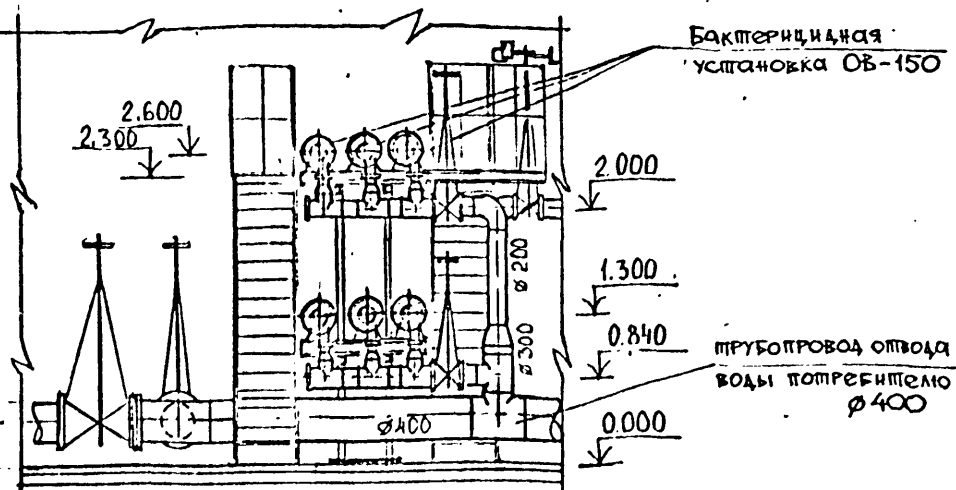 Бактерицидная
установка ОВ-150
2.600
2.300
2.000
ø200
1.300
ø300
0.840
трубопровод отвода
воды потребителю
ø400
ø400
0.000